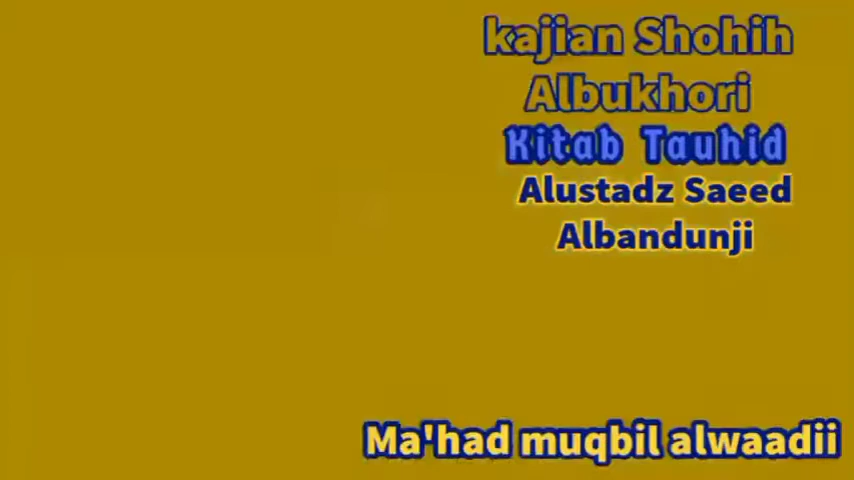 kajian Shohih
Albukhori
Kitab Tauhid
Alustadz Saeed
Albandunji
Ma'had muqbil alwaadii